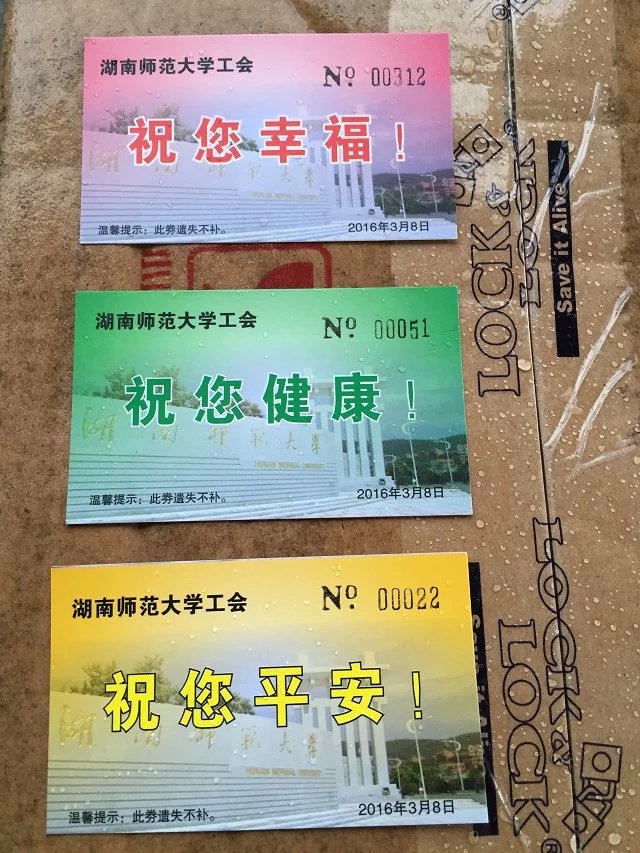 湖南师范大学工会
No 00312
祝您幸福！
湖南师范大学
HUNAN NORMAL UNIVERSITY
温馨提示：此券遗失不补。
2016年3月8日
湖南师范大学工会
No 00051
祝您健康！
湖南师范大学
HUNAN NORMAL UNIVERSITY
温馨提示：此券遗失不补。
2016年3月8日
湖南师范大学工会
No 00022
祝您平安！
湖南师范大学
HUNAN NORMAL UNIVERSITY
温馨提示：此券遗失不补。
2016年3月8日
LOCK&LOCK
Save it Alive
LOCK&
LOCK